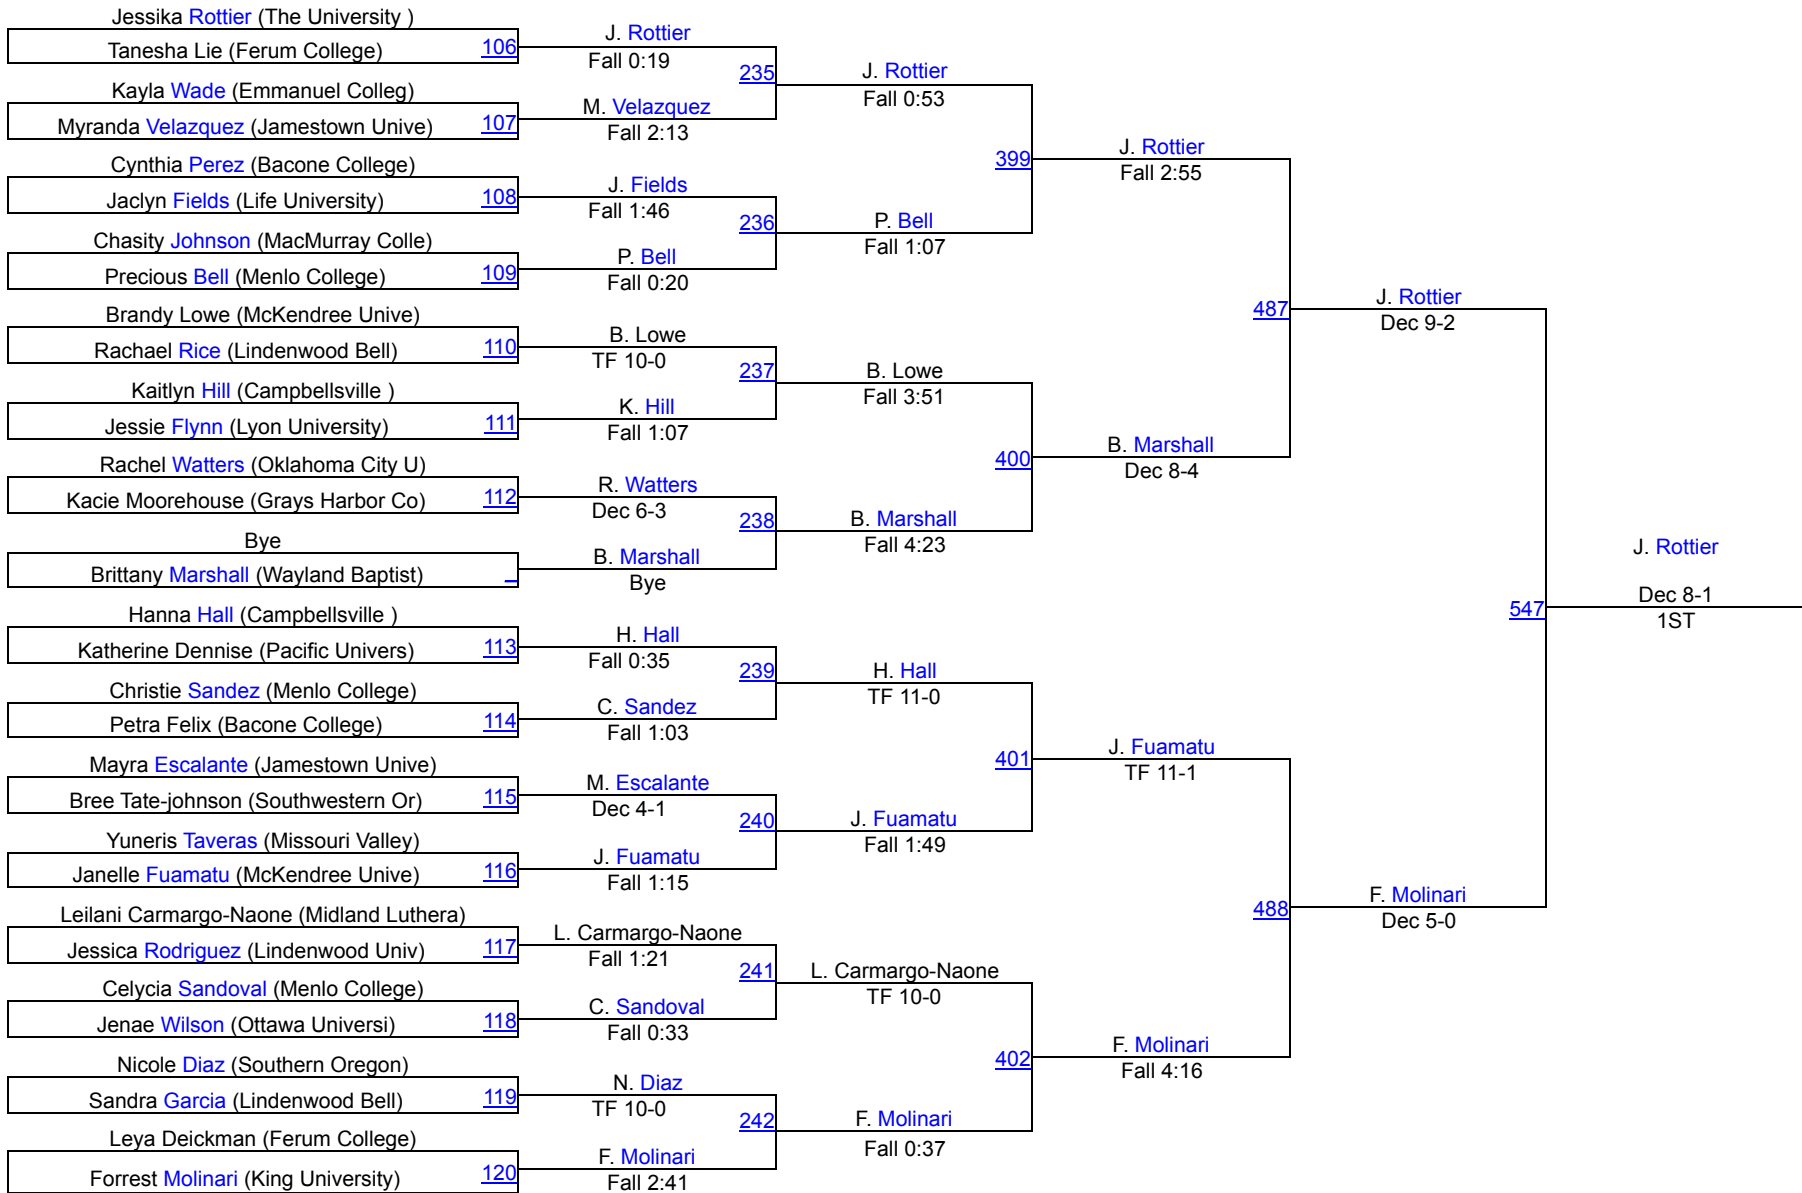 Jessika Rottier (The University )
Tanesha Lie (Ferum College)
106
Kayla Wade (Emmanuel Colleg)
Myranda Velazquez (Jamestown Unive)
107
Cynthia Perez (Bacone College)
Jaclyn Fields (Life University)
108
Chasity Johnson (MacMurray Colle)
Precious Bell (Menlo College)
109
Brandy Lowe (McKendree Unive)
Rachael Rice (Lindenwood Bell)
110
Kaitlyn Hill (Campbellsville )
Jessie Flynn (Lyon University)
111
Rachel Watters (Oklahoma City U)
Kacie Moorehouse (Grays Harbor Co)
112
Bye
Brittany Marshall (Wayland Baptist)
Hanna Hall (Campbellsville )
Katherine Dennise (Pacific Univers)
113
Christie Sandez (Menlo College)
Petra Felix (Bacone College)
114
Mayra Escalante (Jamestown Unive)
Bree Tate-johnson (Southwestern Or)
115
Yuneris Taveras (Missouri Valley)
Janelle Fuamatu (McKendree Unive)
116
Leilani Carmargo-Naone (Midland Luthera)
Jessica Rodriguez (Lindenwood Univ)
117
Celycia Sandoval (Menlo College)
Jenae Wilson (Ottawa Universi)
118
Nicole Diaz (Southern Oregon)
Sandra Garcia (Lindenwood Bell)
119
Leya Deickman (Ferum College)
Forrest Molinari (King University)
120
J. Rottier
Fall 0:19
235
M. Velazquez
Fall 2:13
J. Fields
Fall 1:46
236
P. Bell
Fall 0:20
B. Lowe
TF 10-0
237
K. Hill
Fall 1:07
R. Watters
Dec 6-3
238
B. Marshall
Bye
H. Hall
Fall 0:35
239
C. Sandez
Fall 1:03
M. Escalante
Dec 4-1
240
J. Fuamatu
Fall 1:15
L. Carmargo-Naone
Fall 1:21
241
C. Sandoval
Fall 0:33
N. Diaz
TF 10-0
242
F. Molinari
Fall 2:41
J. Rottier
Fall 0:53
399
P. Bell
Fall 1:07
B. Lowe
Fall 3:51
400
B. Marshall
Fall 4:23
H. Hall
TF 11-0
401
J. Fuamatu
Fall 1:49
L. Carmargo-Naone
TF 10-0
402
F. Molinari
Fall 0:37
J. Rottier
Fall 2:55
487
B. Marshall
Dec 8-4
J. Fuamatu
TF 11-1
488
F. Molinari
Fall 4:16
J. Rottier
Dec 9-2
547
F. Molinari
Dec 5-0
J. Rottier
Dec 8-1
1ST